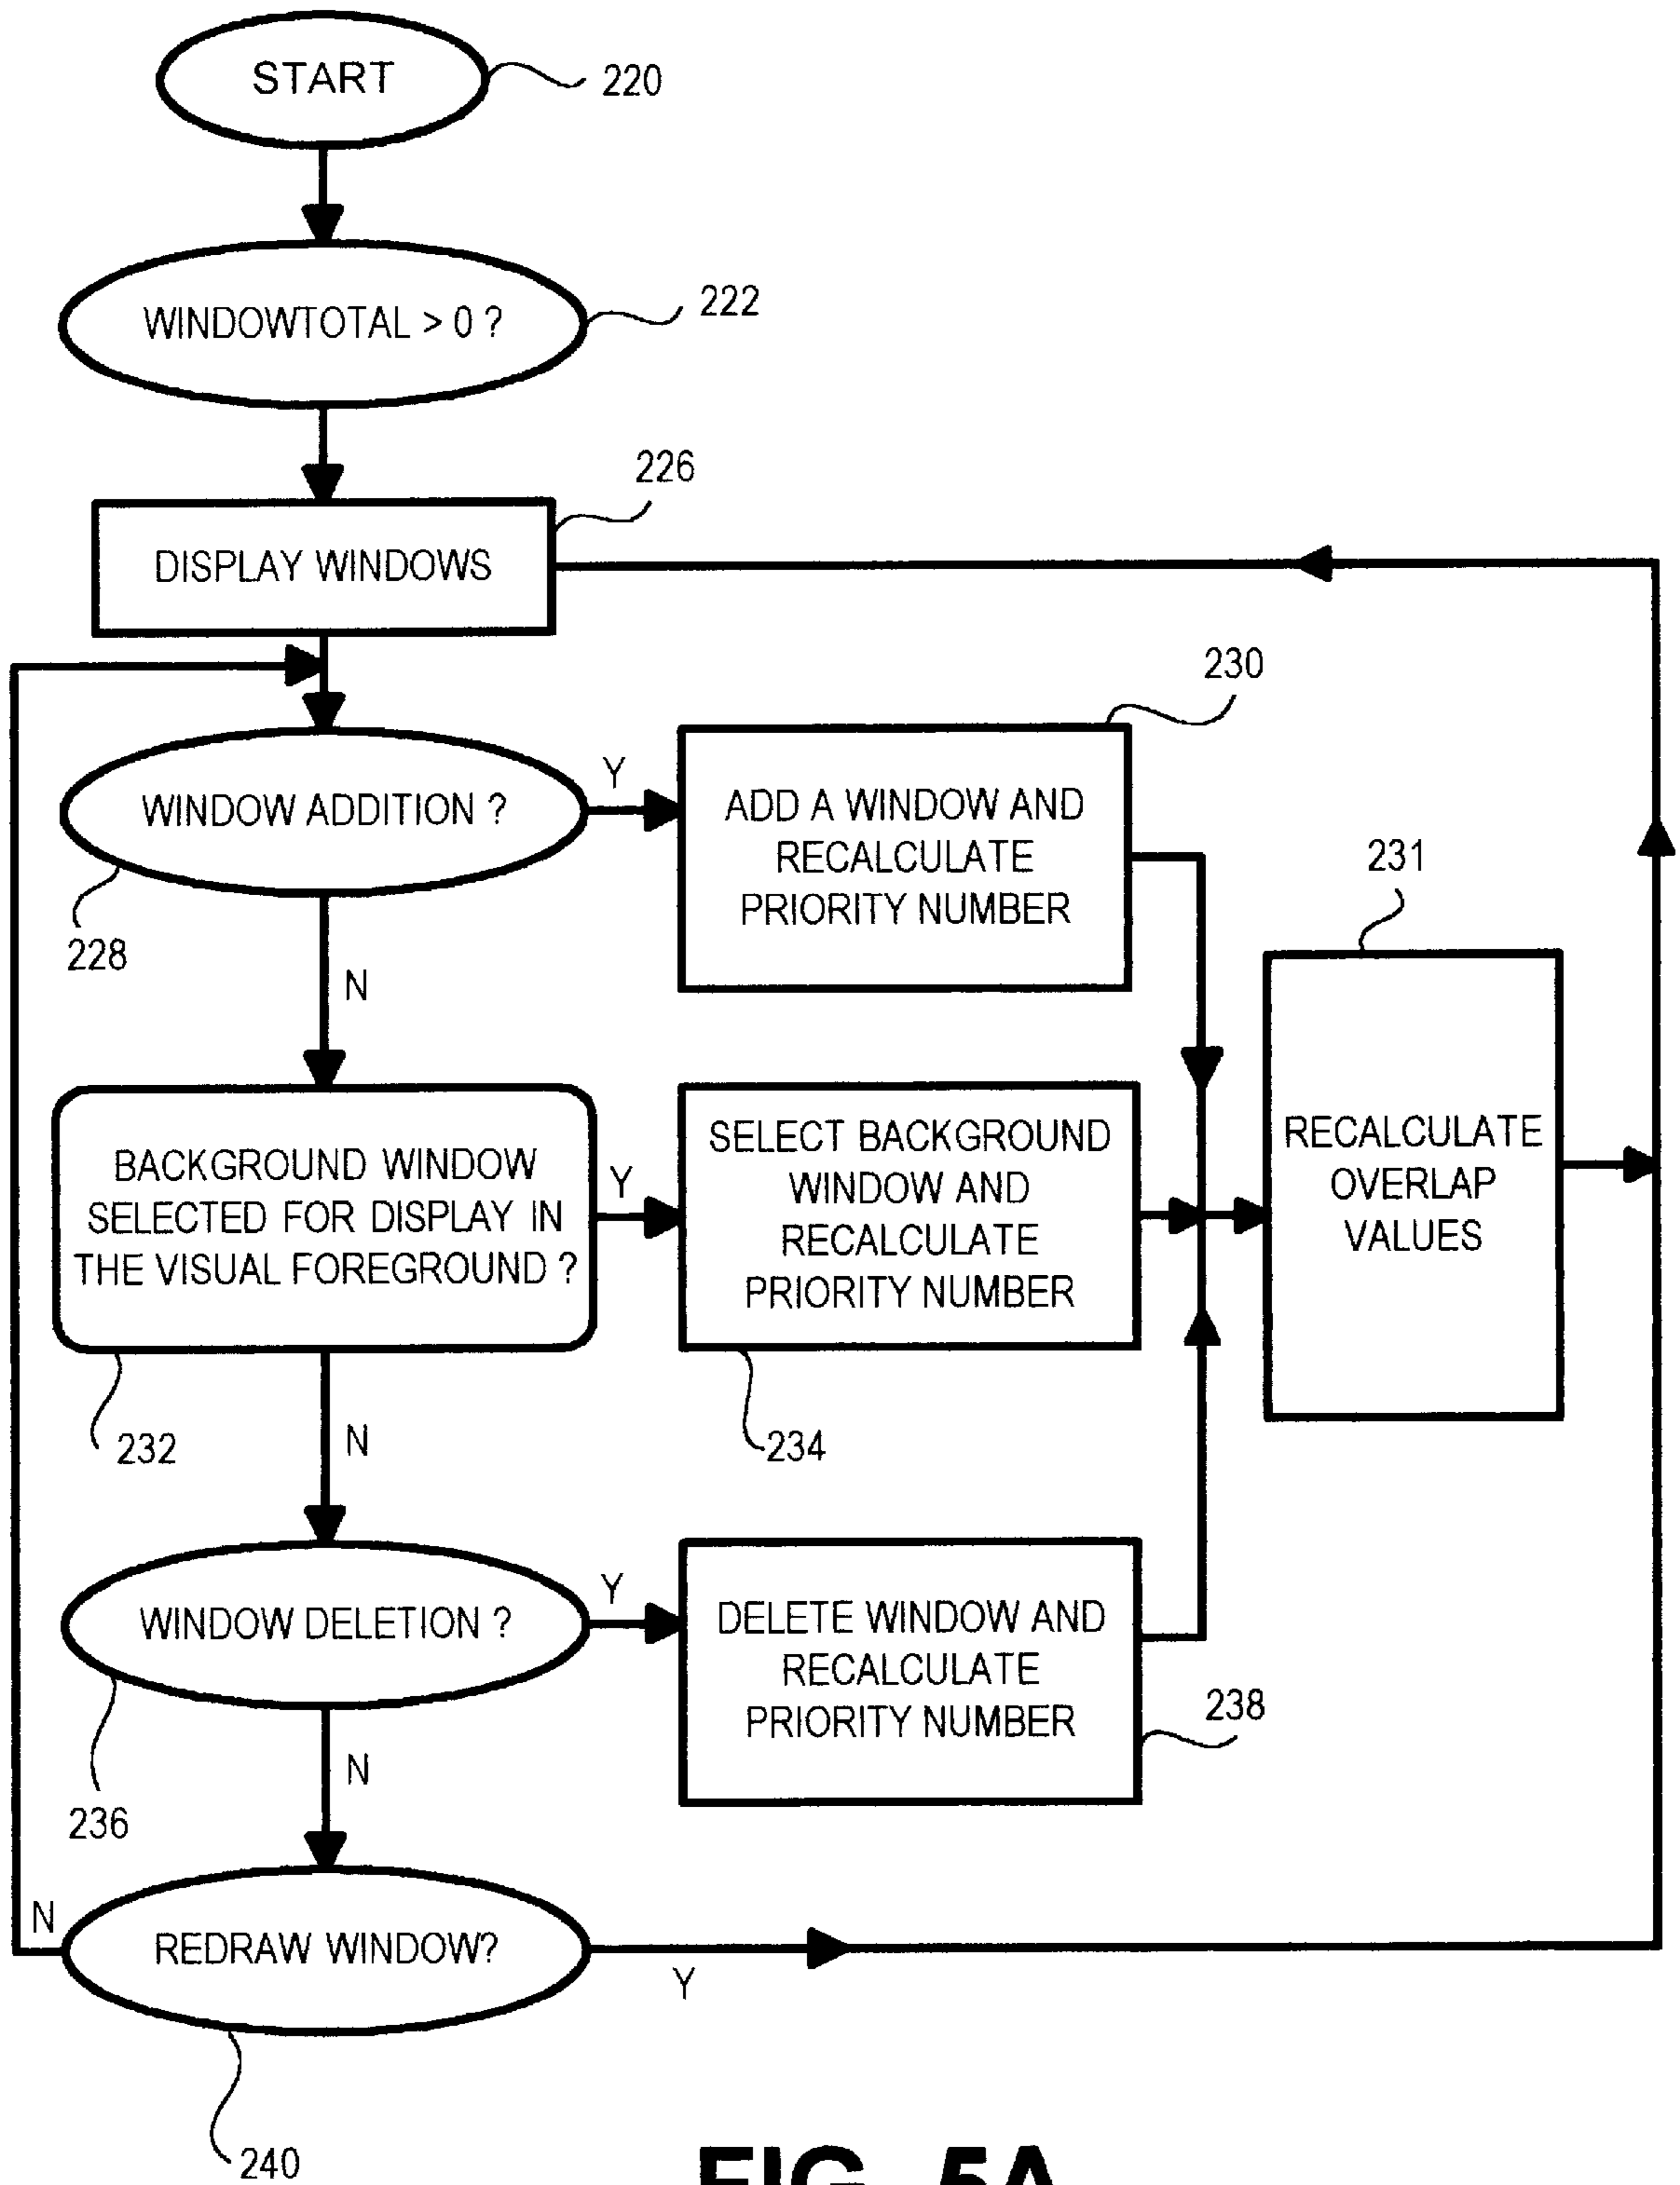 START
220
WINDOWTOTAL > 0 ?
222
226
DISPLAY WINDOWS
230
WINDOW ADDITION ?
Y
ADD A WINDOW AND
RECALCULATE
PRIORITY NUMBER
228
N
231
BACKGROUND WINDOW
SELECTED FOR DISPLAY IN
THE VISUAL FOREGROUND ?
Y
SELECT BACKGROUND
WINDOW AND
RECALCULATE
PRIORITY NUMBER
RECALCULATE
OVERLAP
VALUES
232
N
234
WINDOW DELETION ?
Y
DELETE WINDOW AND
RECALCULATE
PRIORITY NUMBER
238
236
N
N
REDRAW WINDOW?
Y
240
FIG. 5A